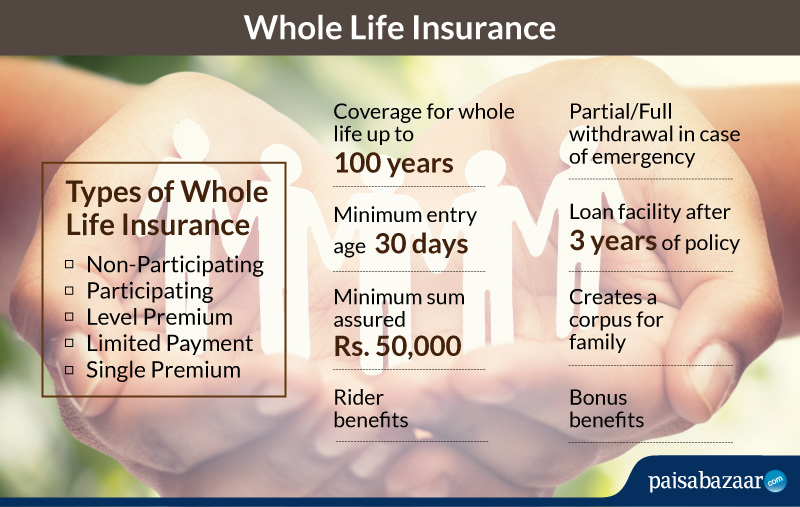 Whole Life Insurance
Types of Whole
Life Insurance
Non-Participating
Participating
Level Premium
Limited Payment
Single Premium
Coverage for whole
life up to
100 years
Minimum entry
age 30 days
Minimum sum
assured
Rs. 50,000
Rider
benefits
Partial/Full
withdrawal in case
of emergency
Loan facility after
3 years of policy
Creates a
corpus for
family
Bonus
benefits
paisabazaar.com